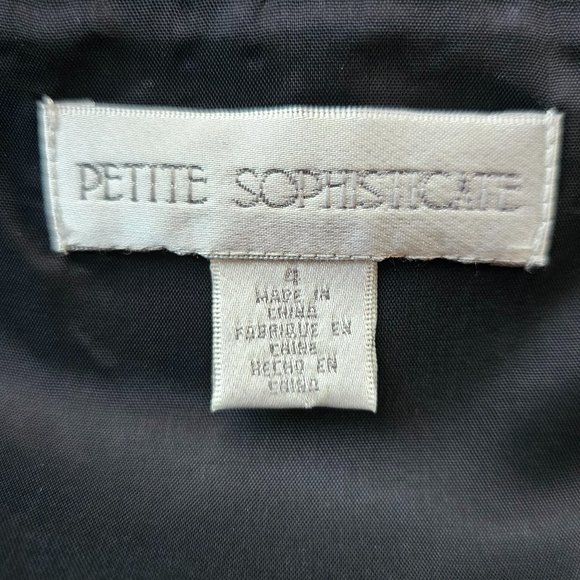 PETITE SOPHISTICATE
4
MADE IN
CHINA
FABRIQUE EN
CHINE
HECHO EN
CHINA